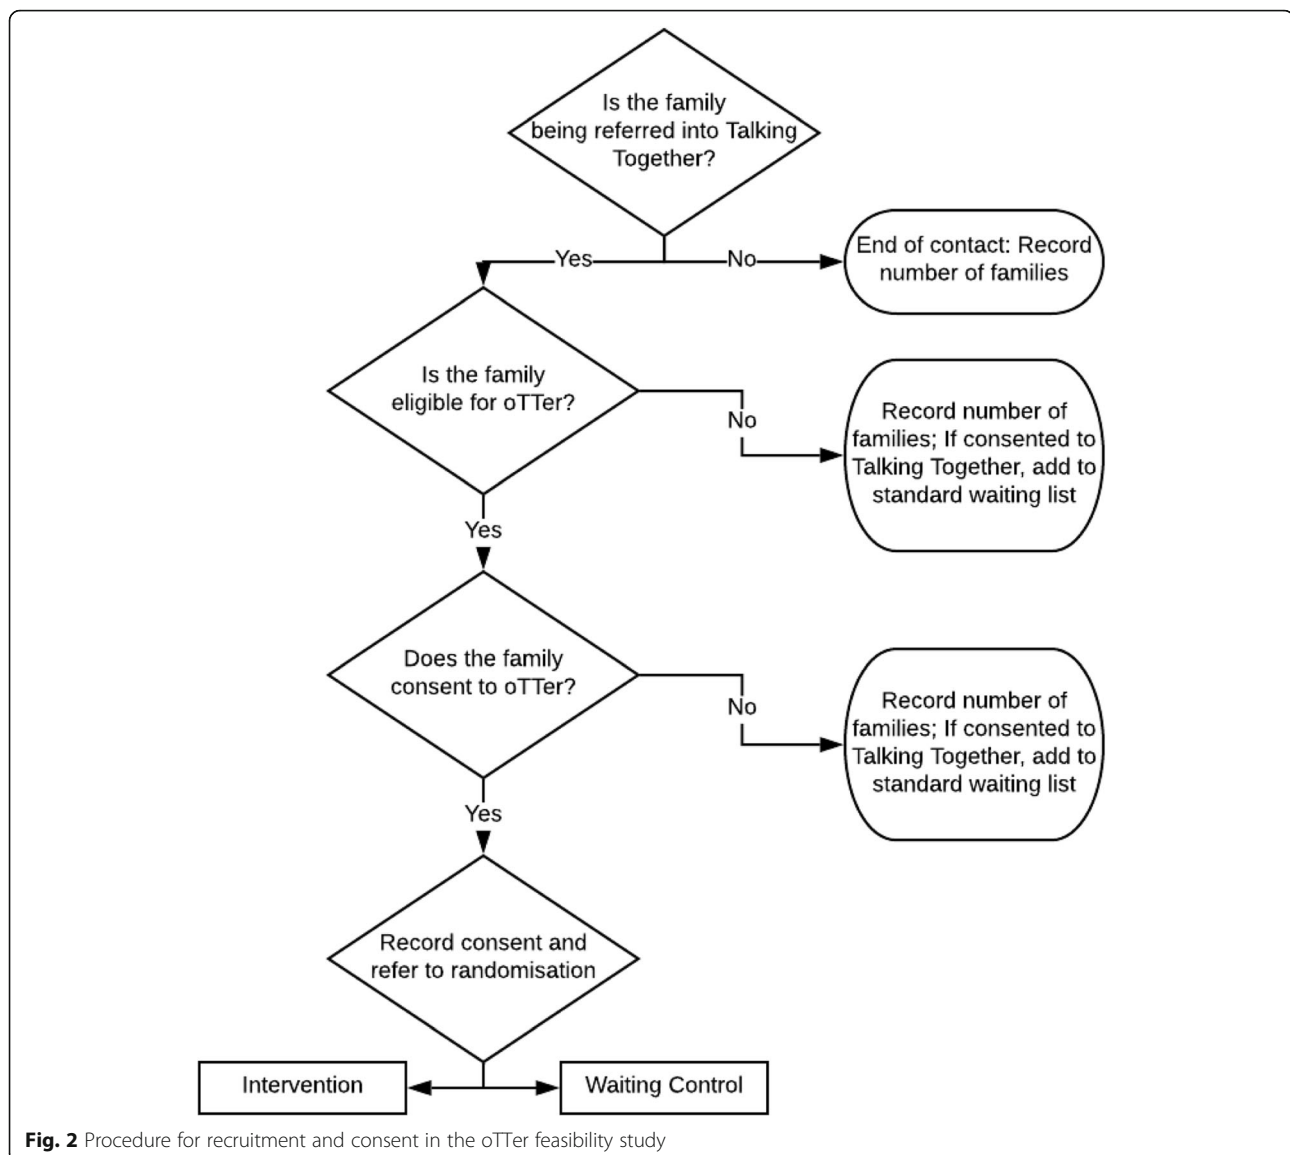 Is the family
being referred into Talking
Together?
Yes
No
End of contact: Record
number of families
Is the family
eligible for oTTer?
No
Record number of
families; If consented to
Talking Together, add to
standard waiting list
Yes
Does the family
consent to oTTer?
No
Record number of
families; If consented to
Talking Together, add to
standard waiting list
Yes
Record consent and
refer to randomisation
Intervention
Waiting Control
Fig. 2 Procedure for recruitment and consent in the oTTer feasibility study